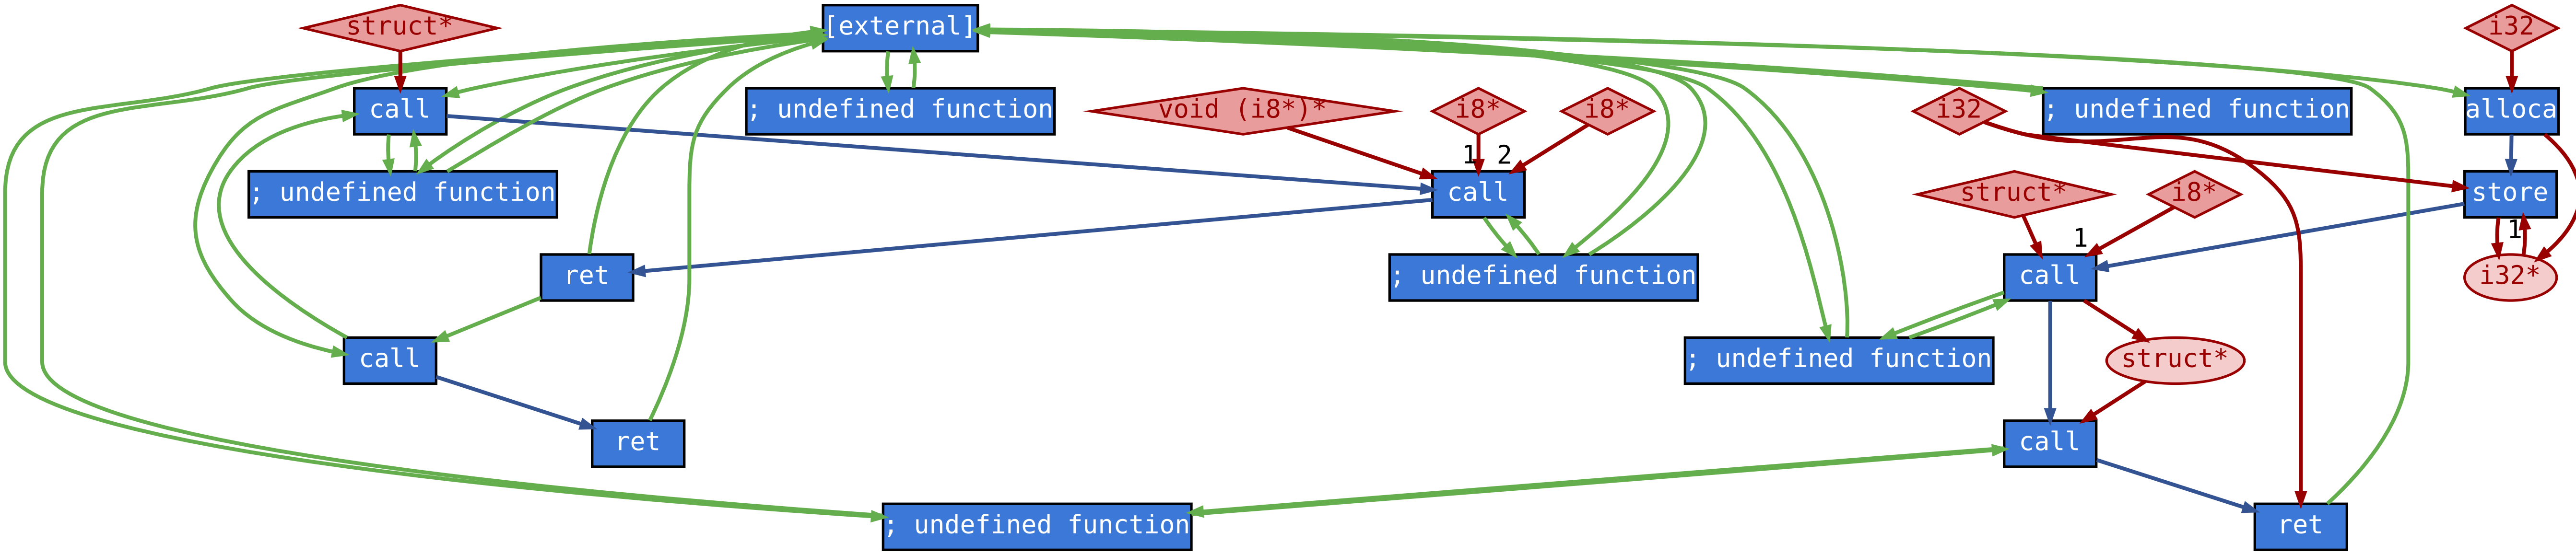 struct*
[external]
i32
call
; undefined function
void (i8*)*
i8*
i8*
i32
; undefined function
alloca
1
2
; undefined function
call
struct*
i8*
store
1
1
ret
; undefined function
call
i32*
call
; undefined function
struct*
ret
call
; undefined function
ret